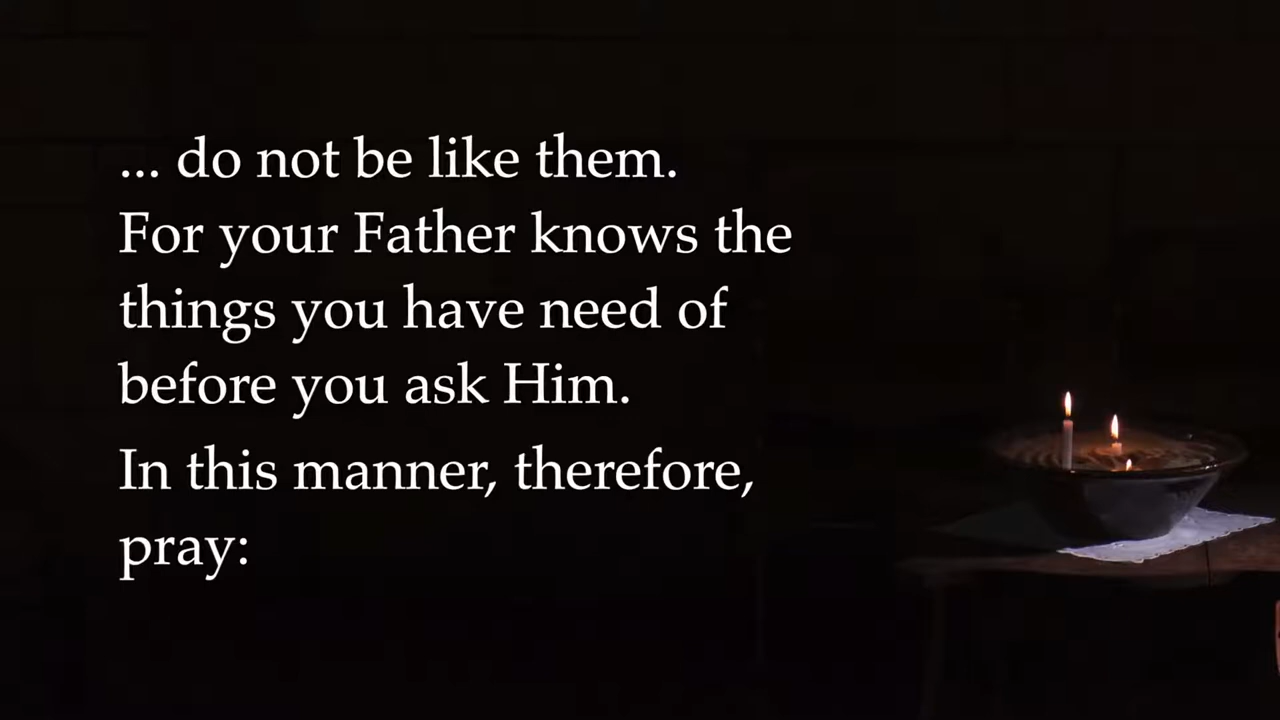 ... do not be like them.
For your Father knows the
things you have need of
before you ask Him.
In this manner, therefore,
pray: